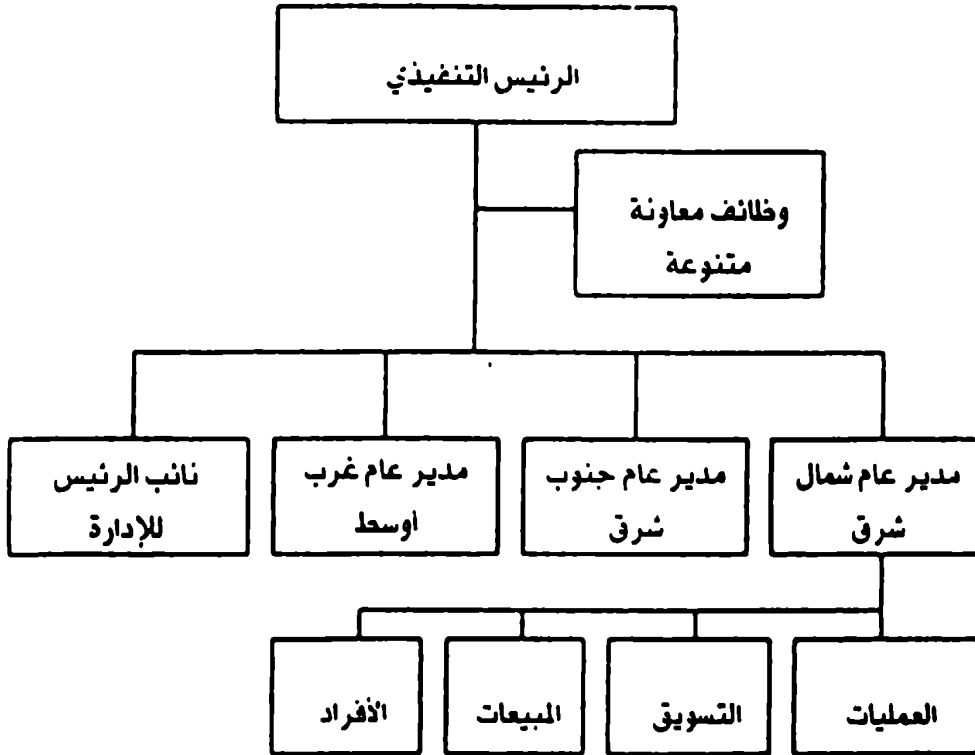 الرئيس التنفيذي
وظائف معاونة
متنوعة
مدير عام شمال
شرق
مدير عام جنوب
شرق
مدير عام غرب
أوسط
نائب الرئيس
للإدارة
العمليات
التسويق
المبيعات
الأفراد